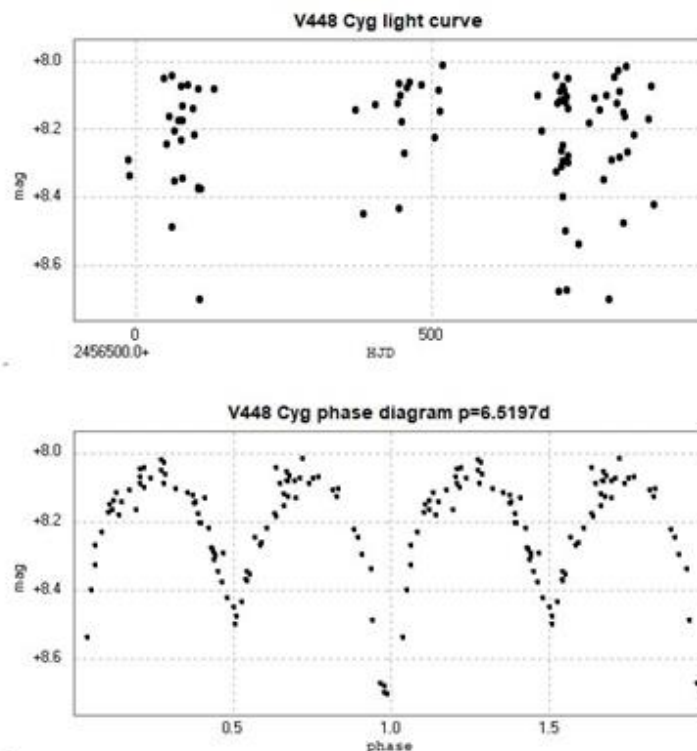 V448 Cyg light curve
+8.0
+8.2
+8.4
+8.6
mag
0
500
2456500.0+
HJD
V448 Cyg phase diagram p=6.5197d
+8.0
+8.2
+8.4
+8.6
mag
0.5
1.0
1.5
phase